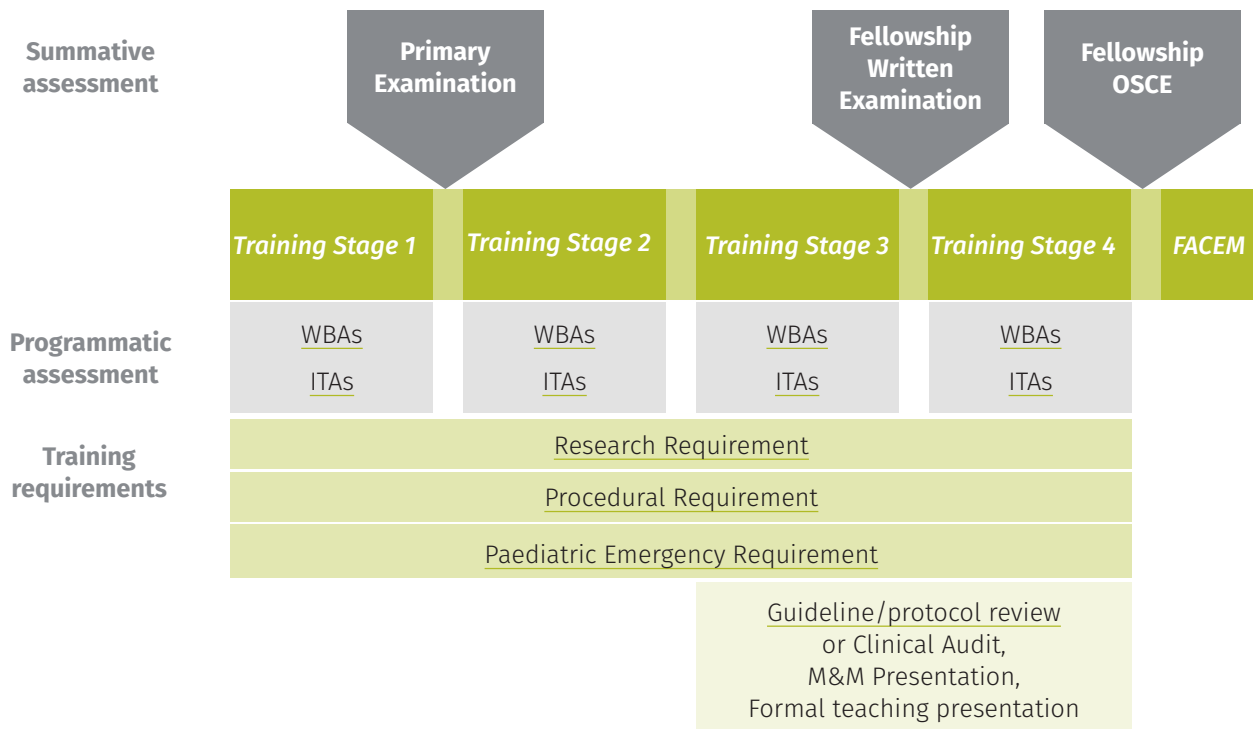 Summative
assessment
Primary
Examination
Fellowship
Written
Examination
Fellowship
OSCE
Training Stage 1
Training Stage 2
Training Stage 3
Training Stage 4
FACEM
Programmatic
assessment
WBAs
ITAs
WBAs
ITAs
WBAs
ITAs
WBAs
ITAs
Training
requirements
Research Requirement
Procedural Requirement
Paediatric Emergency Requirement
Guideline/protocol review
or Clinical Audit,
M&M Presentation,
Formal teaching presentation